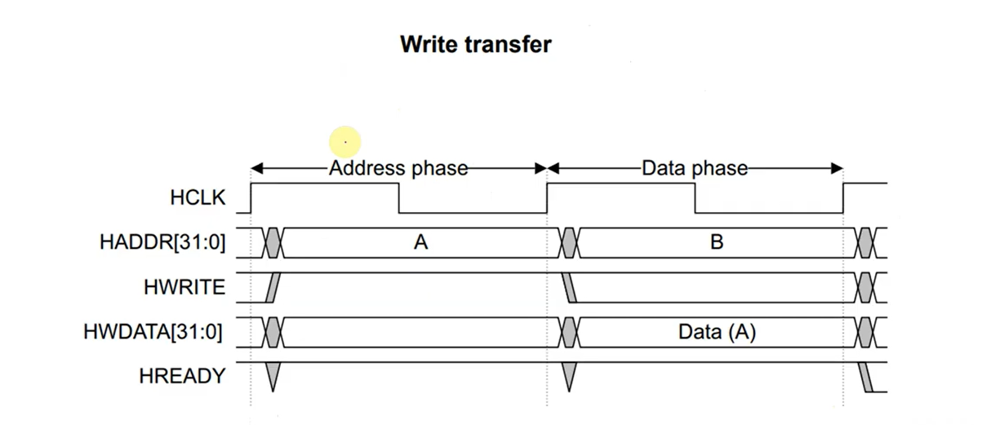 Write transfer
Address phase Data phase
HCLK
HADDR[31:0] A B
HWRITE
HWDATA[31:0] Data (A)
HREADY